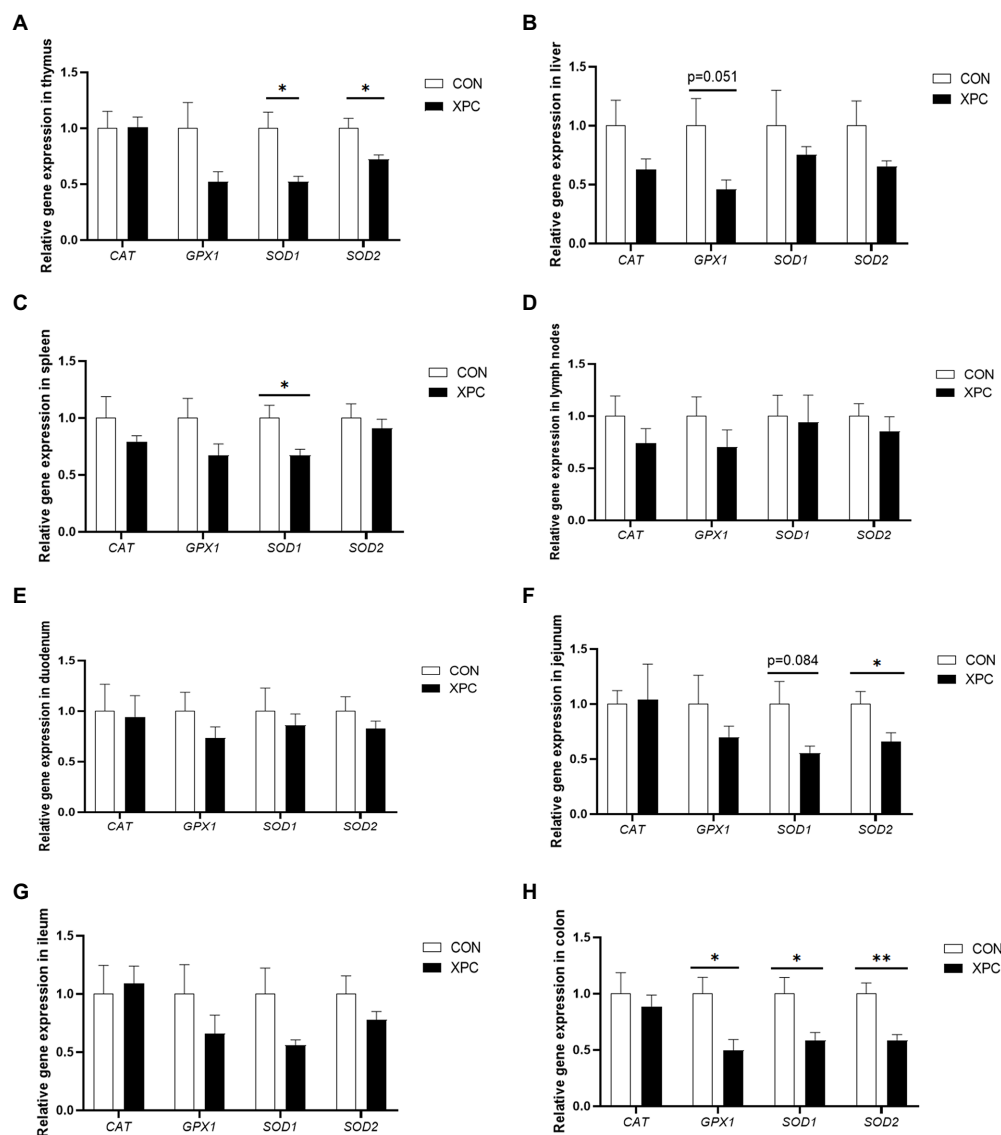 A
Relative gene expression in thymus
1.5
1.0
0.5
0.0
* *
CAT GPX1 SOD1 SOD2
CON
XPC
B
Relative gene expression in liver
1.5
1.0
0.5
0.0
p=0.051
CAT GPX1 SOD1 SOD2
CON
XPC
C
Relative gene expression in spleen
1.5
1.0
0.5
0.0
*
CAT GPX1 SOD1 SOD2
CON
XPC
D
Relative gene expression in lymph nodes
1.5
1.0
0.5
0.0
CAT GPX1 SOD1 SOD2
CON
XPC
E
Relative gene expression in duodenum
1.5
1.0
0.5
0.0
CAT GPX1 SOD1 SOD2
CON
XPC
F
Relative gene expression in jejunum
1.5
1.0
0.5
0.0
p=0.084 *
CAT GPX1 SOD1 SOD2
CON
XPC
G
Relative gene expression in ileum
1.5
1.0
0.5
0.0
CAT GPX1 SOD1 SOD2
CON
XPC
H
Relative gene expression in colon
1.5
1.0
0.5
0.0
* * **
CAT GPX1 SOD1 SOD2
CON
XPC